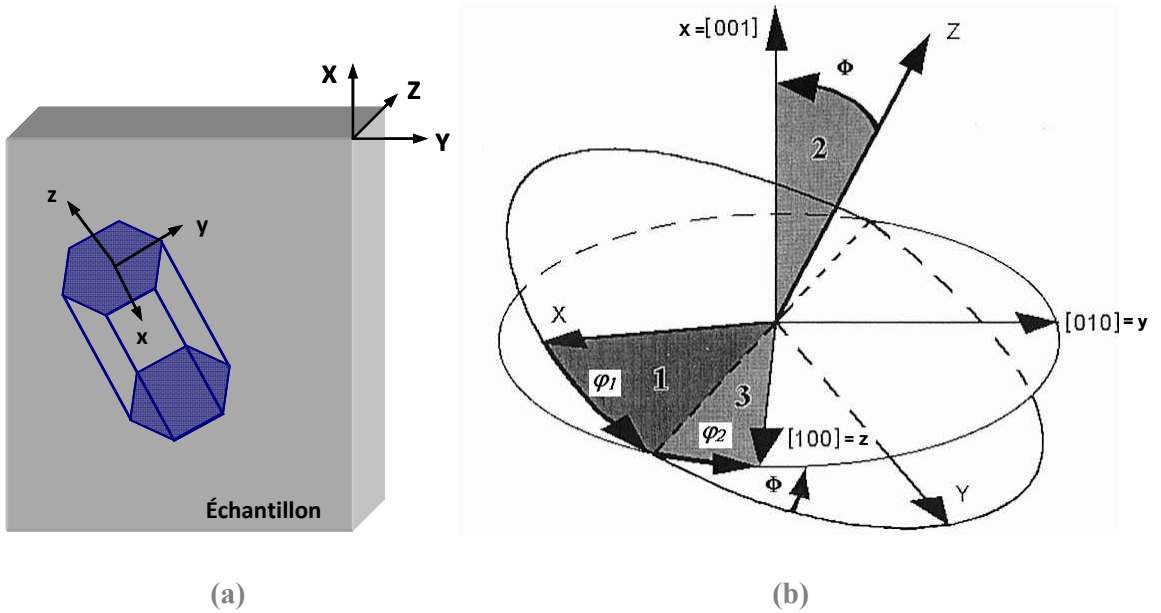 X
Z
Y
z
y
x
Échantillon
(a)
x =[001]
Z
Φ
2
X
[010] = y
φ1
1
3
φ2
[100] = z
Φ
Y
(b)